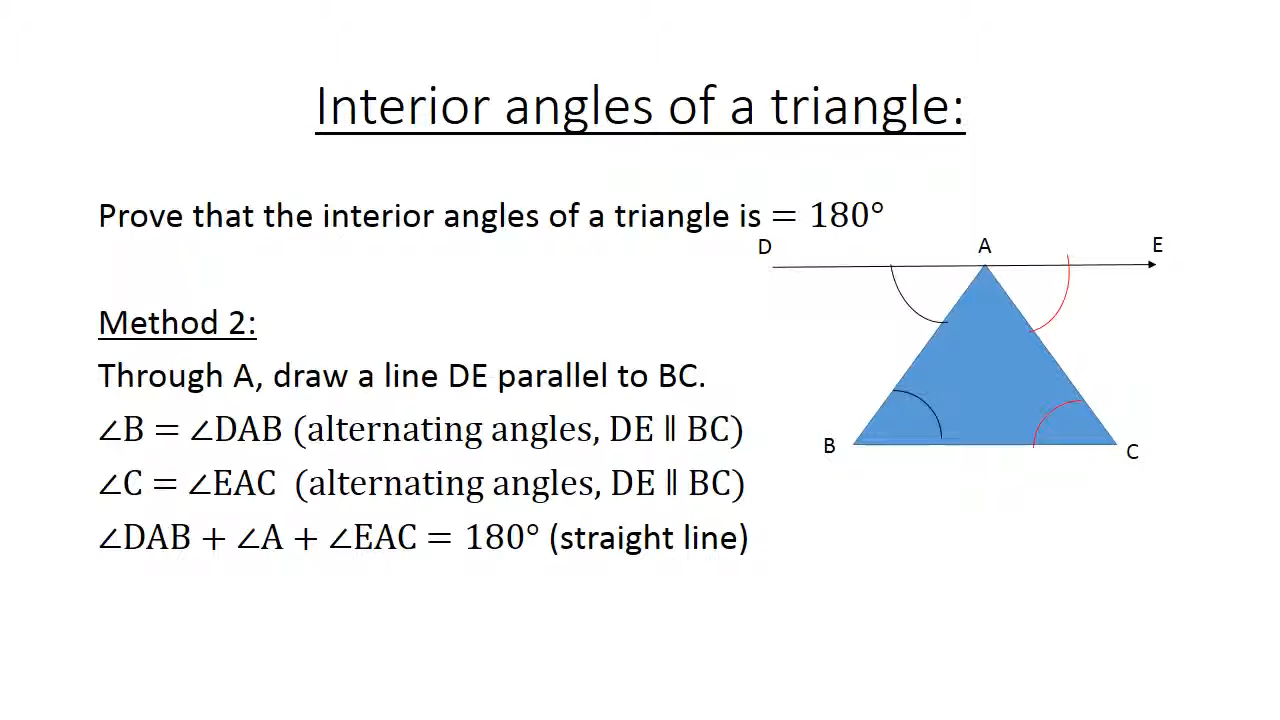 Interior angles of a triangle:
Prove that the interior angles of a triangle is = 180°
D
A
E
Method 2:
Through A, draw a line DE parallel to BC.
∠B = ∠DAB (alternating angles, DE ∥ BC)
B
C
∠C = ∠EAC (alternating angles, DE ∥ BC)
∠DAB + ∠A + ∠EAC = 180° (straight line)